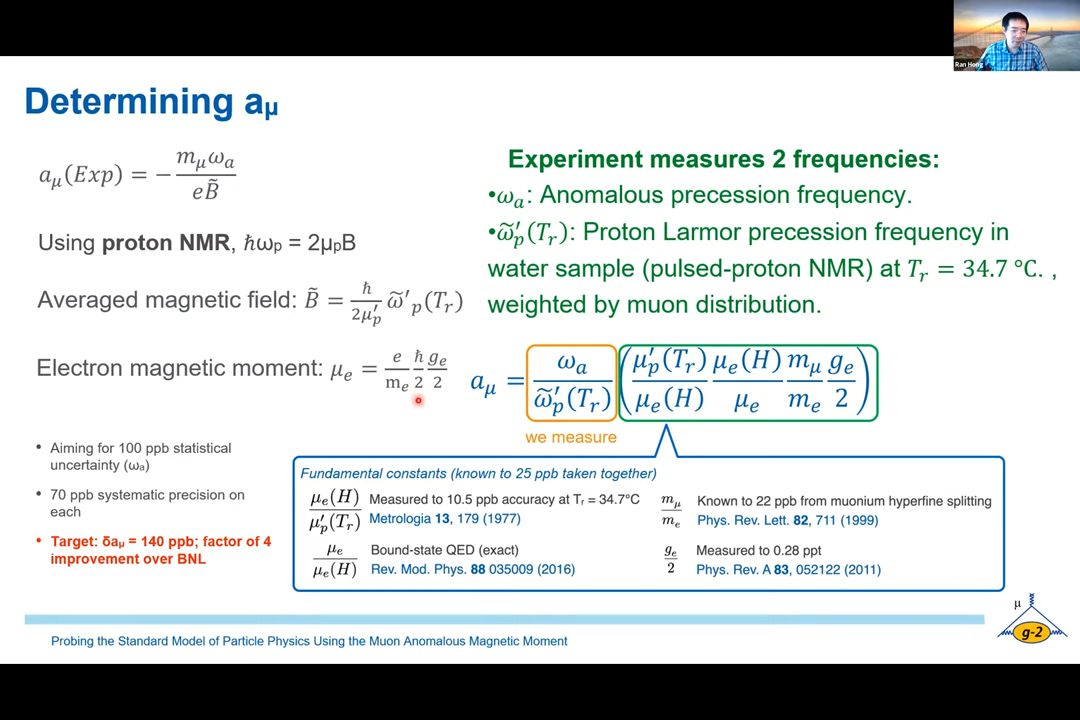 Ran Hong
Determining aμ
aμ(Exp) = − mμωa / eB̃
Using proton NMR, ħωp = 2μpB
Averaged magnetic field: B̃ = ħ / 2μ′p ω̃′p(Tr)
Electron magnetic moment: μe = e/me ħ/2 ge/2
Experiment measures 2 frequencies:
•ωa: Anomalous precession frequency.
•ω̃′p(Tr): Proton Larmor precession frequency in
water sample (pulsed-proton NMR) at Tr = 34.7 °C. ,
weighted by muon distribution.
aμ = ωa / ω̃′p(Tr) (μ′p(Tr)/μe(H) μe(H)/μe mμ/me ge/2)
we measure
• Aiming for 100 ppb statistical
uncertainty (ωa)
• 70 ppb systematic precision on
each
• Target: δaμ = 140 ppb; factor of 4
improvement over BNL
Fundamental constants (known to 25 ppb taken together)
μe(H) / μ′p(Tr) Measured to 10.5 ppb accuracy at Tr = 34.7°C
Metrologia 13, 179 (1977)
μe / μe(H) Bound-state QED (exact)
Rev. Mod. Phys. 88 035009 (2016)
mμ / me Known to 22 ppb from muonium hyperfine splitting
Phys. Rev. Lett. 82, 711 (1999)
ge / 2 Measured to 0.28 ppt
Phys. Rev. A 83, 052122 (2011)
μ
g-2
Probing the Standard Model of Particle Physics Using the Muon Anomalous Magnetic Moment